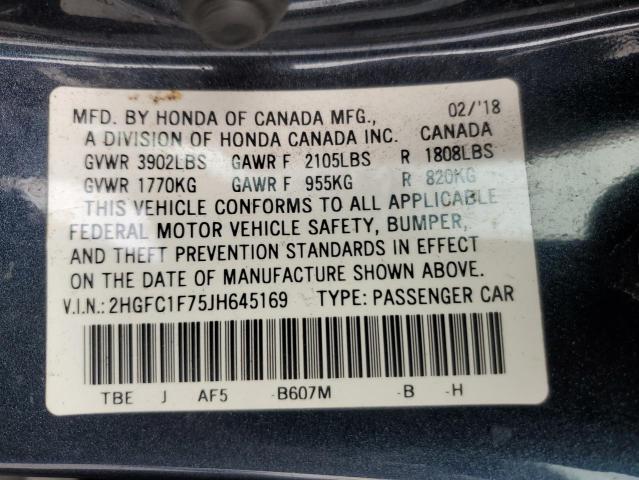 MFD. BY HONDA OF CANADA MFG., 02/'18
A DIVISION OF HONDA CANADA INC. CANADA
GVWR 3902LBS GAWR F 2105LBS R 1808LBS
GVWR 1770KG GAWR F 955KG R 820KG
THIS VEHICLE CONFORMS TO ALL APPLICABLE
FEDERAL MOTOR VEHICLE SAFETY, BUMPER,
AND THEFT PREVENTION STANDARDS IN EFFECT
ON THE DATE OF MANUFACTURE SHOWN ABOVE.
V.I.N.: 2HGFC1F75JH645169 TYPE: PASSENGER CAR
TBE J AF5 -B607M -B -H